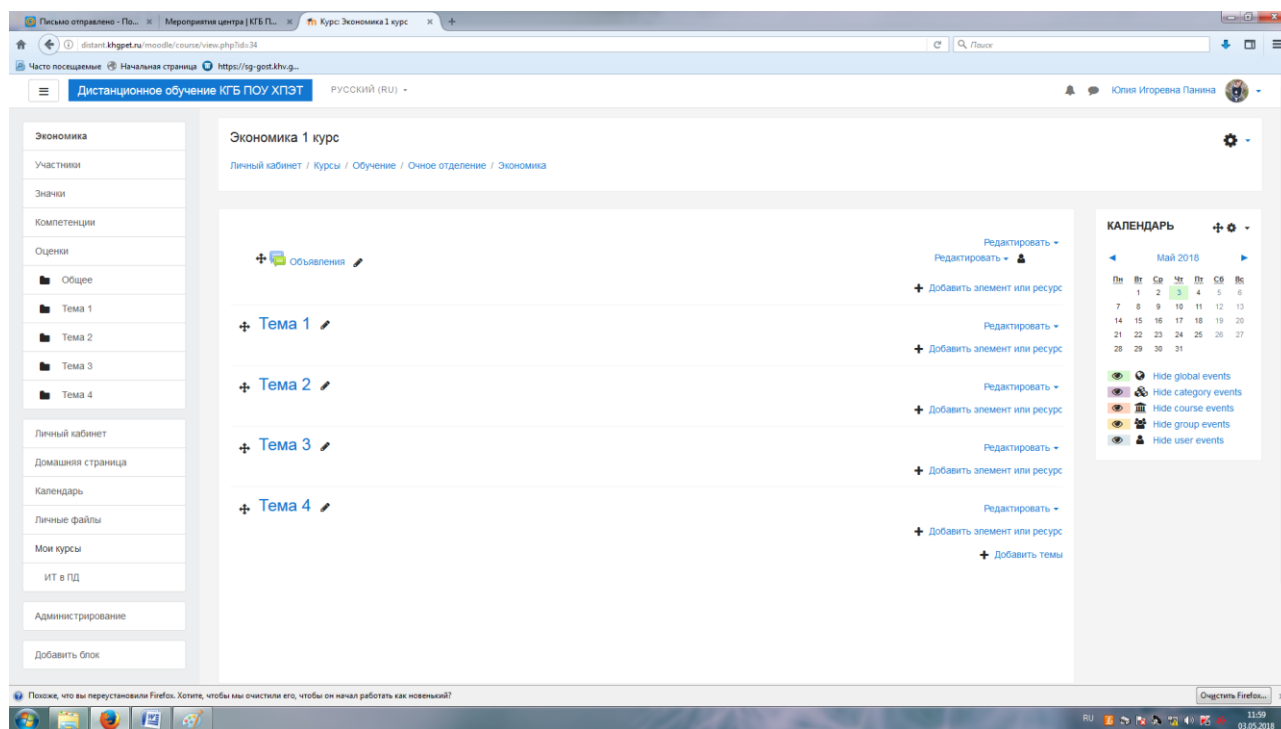 Письмо отправлено - По...
Мероприятия центра | КГБ П...
Курс: Экономика 1 курс
distant.khgpet.ru/moodle/course/view.php?id=34
Поиск
Часто посещаемые
Начальная страница
https://sg-gost.khv.g...
Дистанционное обучение КГБ ПОУ ХПЭТ
РУССКИЙ (RU)
Юлия Игоревна Панина
Экономика
Участники
Значки
Компетенции
Оценки
Общее
Тема 1
Тема 2
Тема 3
Тема 4
Личный кабинет
Домашняя страница
Календарь
Личные файлы
Мои курсы
ИТ в ПД
Администрирование
Добавить блок
Экономика 1 курс
Личный кабинет / Курсы / Обучение / Очное отделение / Экономика
Редактировать
Объявления
Редактировать
Добавить элемент или ресурс
Тема 1
Редактировать
Добавить элемент или ресурс
Тема 2
Редактировать
Добавить элемент или ресурс
Тема 3
Редактировать
Добавить элемент или ресурс
Тема 4
Редактировать
Добавить элемент или ресурс
Добавить темы
КАЛЕНДАРЬ
Май 2018
Пн Вт Ср Чт Пт Сб Вс
1 2 3 4 5 6
7 8 9 10 11 12 13
14 15 16 17 18 19 20
21 22 23 24 25 26 27
28 29 30 31
Hide global events
Hide category events
Hide course events
Hide group events
Hide user events
Похоже, что вы переустановили Firefox. Хотите, чтобы мы очистили его, чтобы он начал работать как новенький?
Очистить Firefox...
RU
11:59
03.05.2018